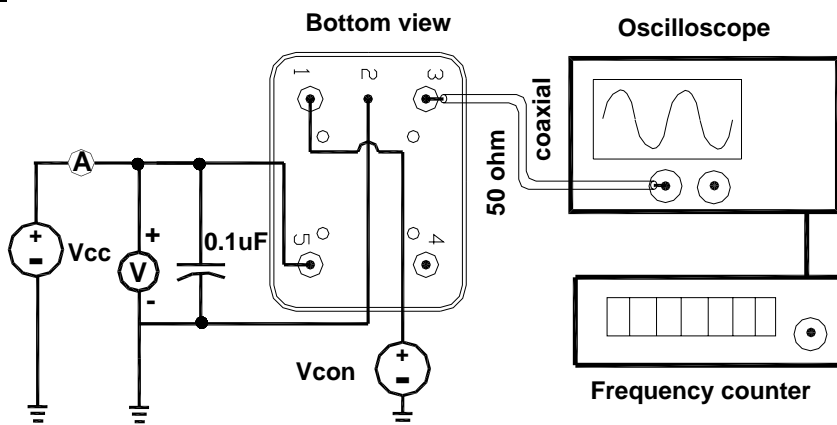 Bottom view
Oscilloscope
1
2
3
coaxial
50 ohm
A
+
-
Vcc
+
V
-
0.1uF
5
4
Vcon
+
-
Frequency counter